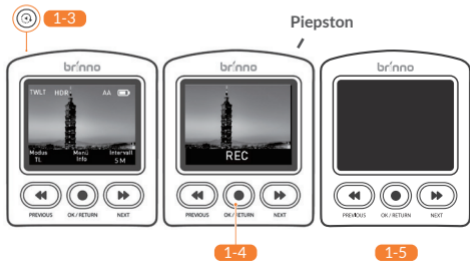 1-3
Piepston
brinno
brinno
brinno
TWLT HDR AA
Modus Menü Intervall
TL Info 5 M
REC
PREVIOUS OK / RETURN NEXT
PREVIOUS OK / RETURN NEXT
PREVIOUS OK / RETURN NEXT
1-4
1-5